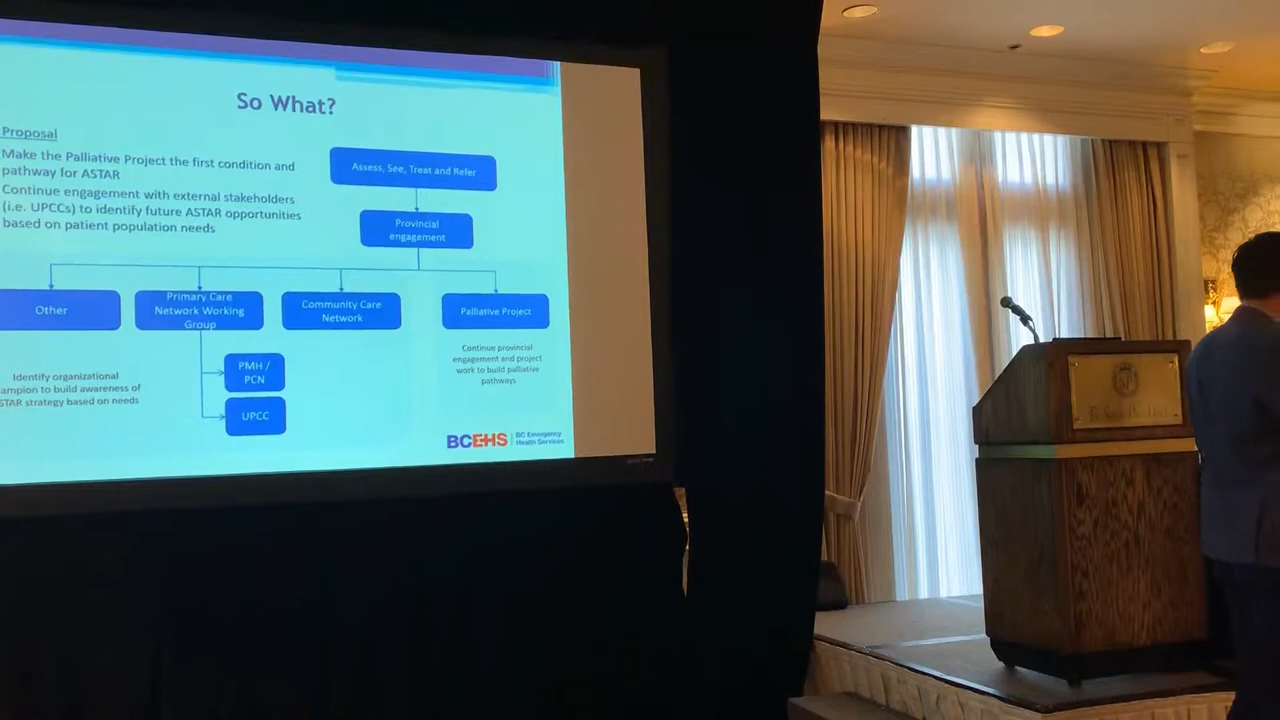 So What?
Proposal
Make the Palliative Project the first condition and
pathway for ASTAR
Continue engagement with external stakeholders
(i.e. UPCCs) to identify future ASTAR opportunities
based on patient population needs
Assess, See, Treat and Refer
Provincial
engagement
Other
Primary Care
Network Working
Group
Community Care
Network
Palliative Project
PMH /
PCN
UPCC
Identify organizational
ampion to build awareness of
STAR strategy based on needs
Continue provincial
engagement and project
work to build palliative
pathways
BCEHS
BC Emergency
Health Services